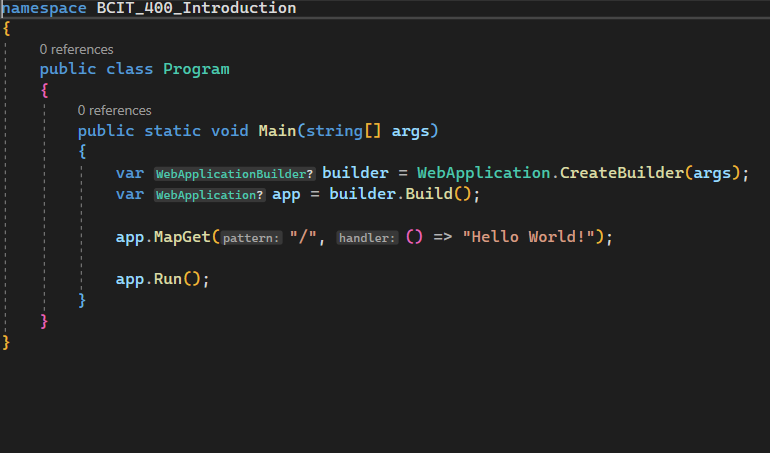 namespace BCIT_400_Introduction
{
0 references
public class Program
{
0 references
public static void Main(string[] args)
{
var WebApplicationBuilder? builder = WebApplication.CreateBuilder(args);
var WebApplication? app = builder.Build();
app.MapGet(pattern: "/", handler: () => "Hello World!");
app.Run();
}
}
}